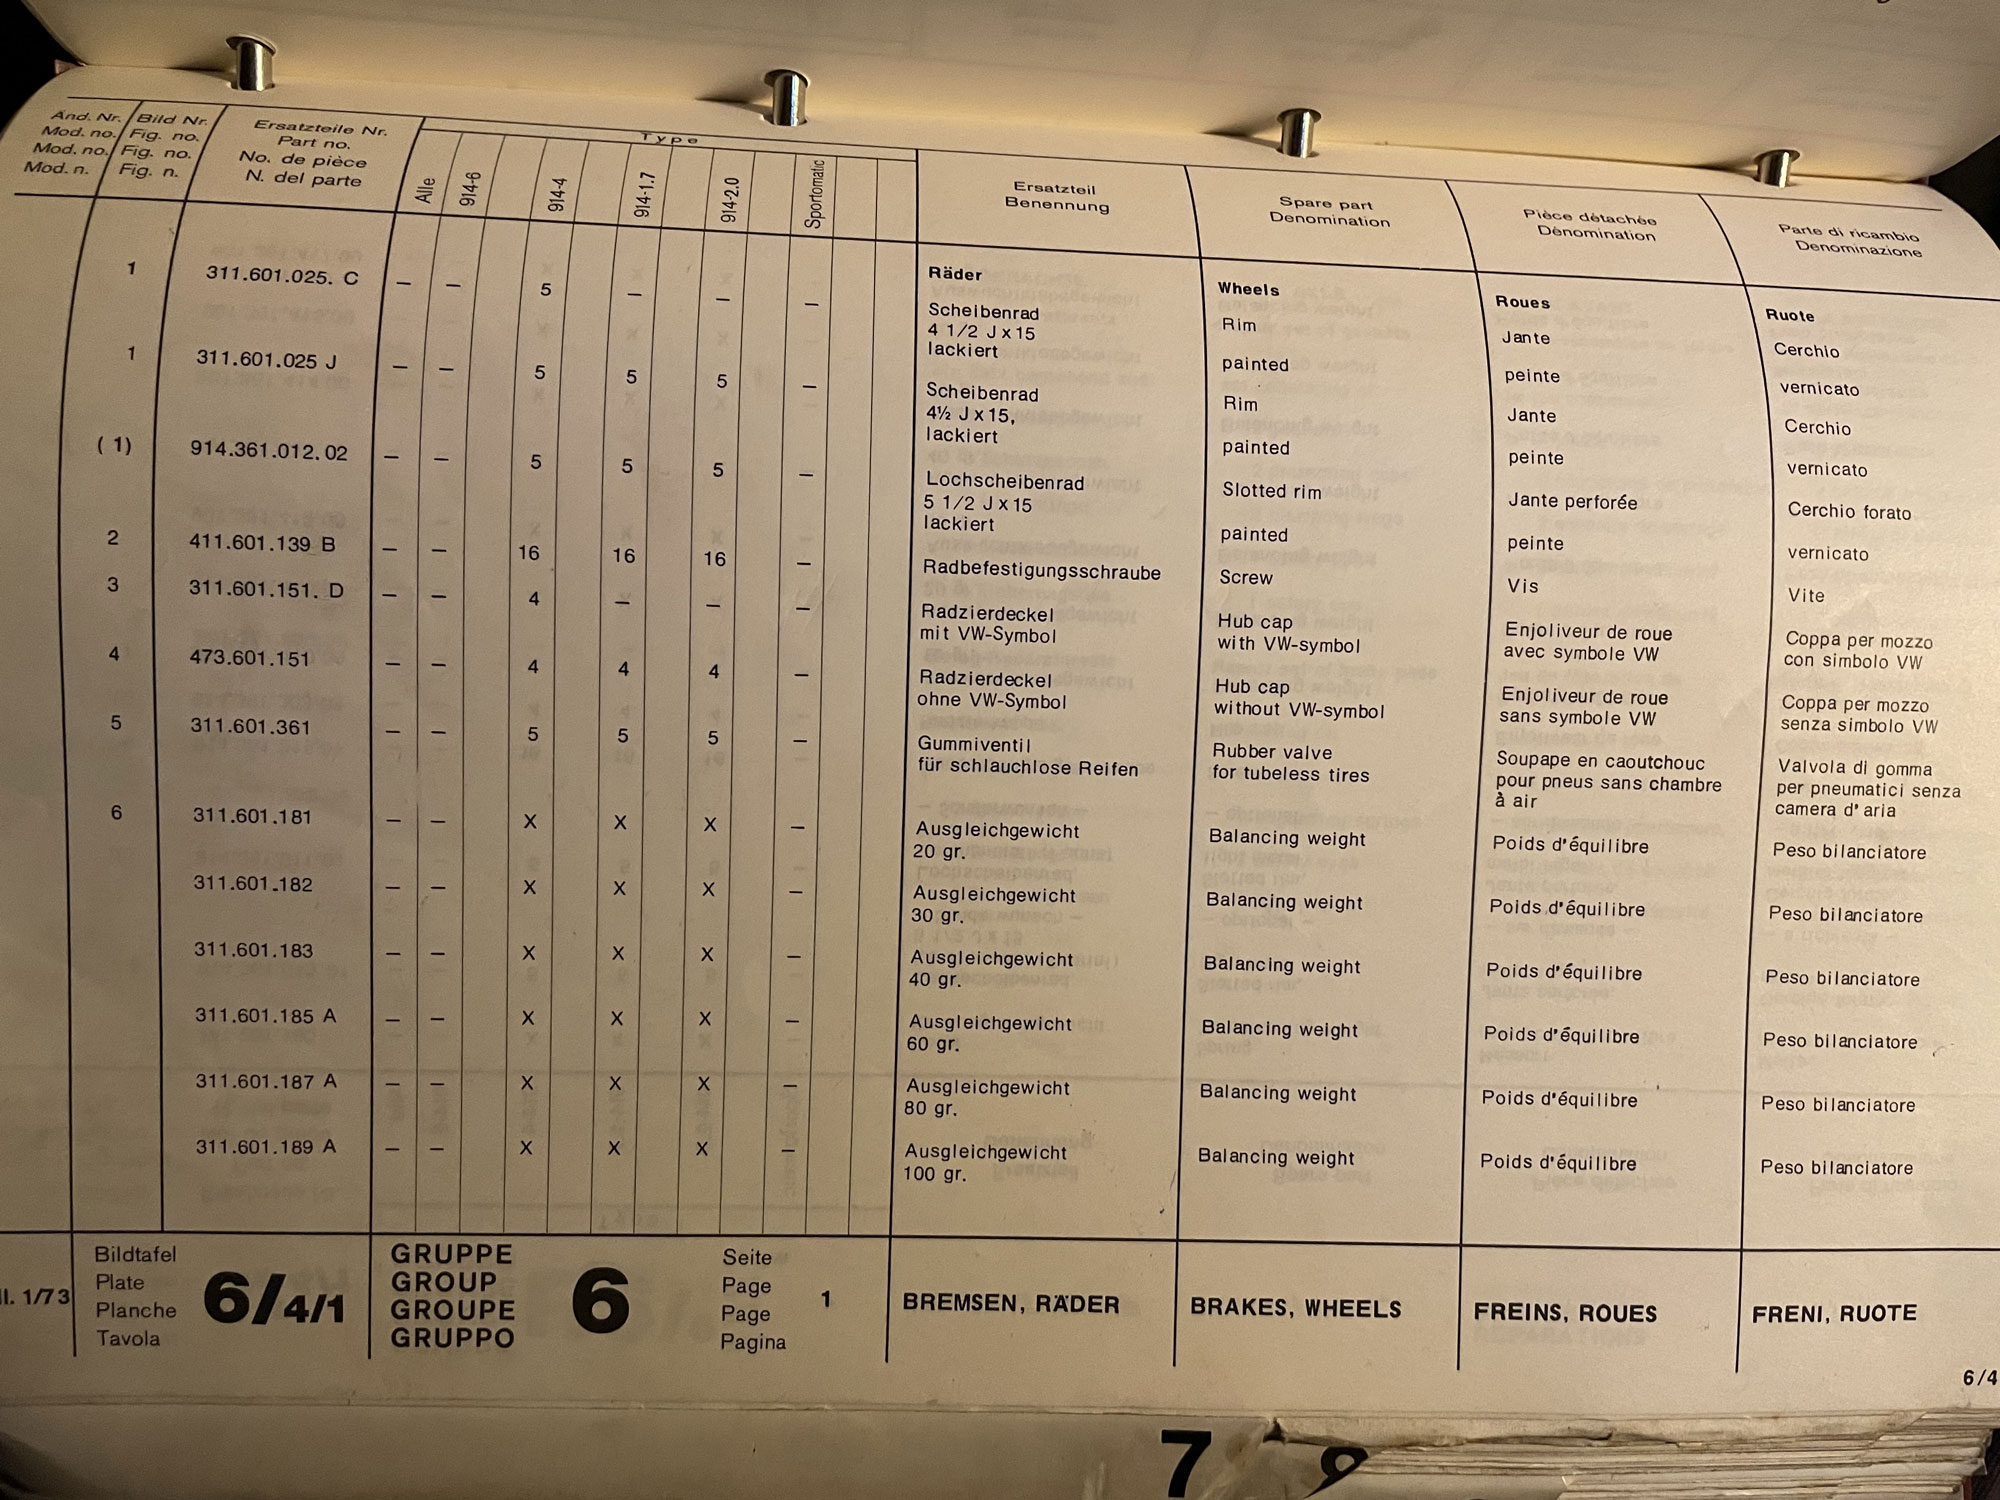 Änd. Nr. Bild Nr. Ersatzteile Nr. Type
Mod. no. Fig. no. Part no.
Mod. no. Fig. no. No. de pièce
Mod. n. Fig. n. N. del parte
Alle 914-6 914-4 914-1.7 914-2.0 Sportomatic
Ersatzteil Benennung
Spare part Denomination
Pièce détachée Dénomination
Parte di ricambio Denominazione
Räder Wheels Roues Ruote
1 311.601.025. C – – 5 – – –
Scheibenrad Rim Jante Cerchio
4 1/2 J x 15
lackiert painted peinte vernicato
1 311.601.025 J – – 5 5 5 –
Scheibenrad Rim Jante Cerchio
4½ J x 15,
lackiert painted peinte vernicato
( 1) 914.361.012.02 – – 5 5 5 –
Lochscheibenrad Slotted rim Jante perforée Cerchio forato
5 1/2 J x 15
lackiert painted peinte vernicato
2 411.601.139 B – – 16 16 16 –
Radbefestigungsschraube Screw Vis Vite
3 311.601.151. D – – 4 – – –
Radzierdeckel Hub cap Enjoliveur de roue Coppa per mozzo
mit VW-Symbol with VW-symbol avec symbole VW con simbolo VW
4 473.601.151 – – 4 4 4 –
Radzierdeckel Hub cap Enjoliveur de roue Coppa per mozzo
ohne VW-Symbol without VW-symbol sans symbole VW senza simbolo VW
5 311.601.361 – – 5 5 5 –
Gummiventil Rubber valve Soupape en caoutchouc Valvola di gomma
für schlauchlose Reifen for tubeless tires pour pneus sans chambre per pneumatici senza
à air camera d'aria
6 311.601.181 – – X X X –
Ausgleichgewicht Balancing weight Poids d'équilibre Peso bilanciatore
20 gr.
311.601.182 – – X X X –
Ausgleichgewicht Balancing weight Poids d'équilibre Peso bilanciatore
30 gr.
311.601.183 – – X X X –
Ausgleichgewicht Balancing weight Poids d'équilibre Peso bilanciatore
40 gr.
311.601.185 A – – X X X –
Ausgleichgewicht Balancing weight Poids d'équilibre Peso bilanciatore
60 gr.
311.601.187 A – – X X X –
Ausgleichgewicht Balancing weight Poids d'équilibre Peso bilanciatore
80 gr.
311.601.189 A – – X X X –
Ausgleichgewicht Balancing weight Poids d'équilibre Peso bilanciatore
100 gr.
1/73
Bildtafel
Plate
Planche
Tavola
6/4/1
GRUPPE
GROUP
GROUPE
GRUPPO
6
Seite
Page
Page
Pagina
1
BREMSEN, RÄDER BRAKES, WHEELS FREINS, ROUES FRENI, RUOTE
6/4
7